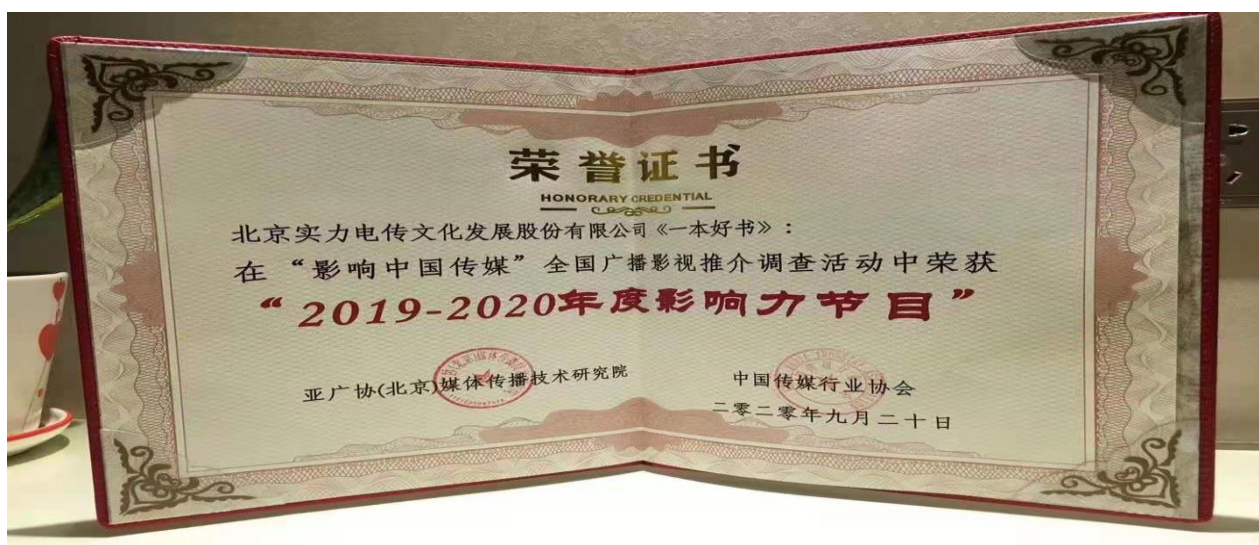 荣誉证书
HONORARY CREDENTIAL
北京实力电传文化发展股份有限公司《一本好书》：
在“影响中国传媒”全国广播影视推介调查活动中荣获
“2019-2020年度影响力节目”
亚广协(北京)媒体传播技术研究院
中国传媒行业协会
二零二零年九月二十日